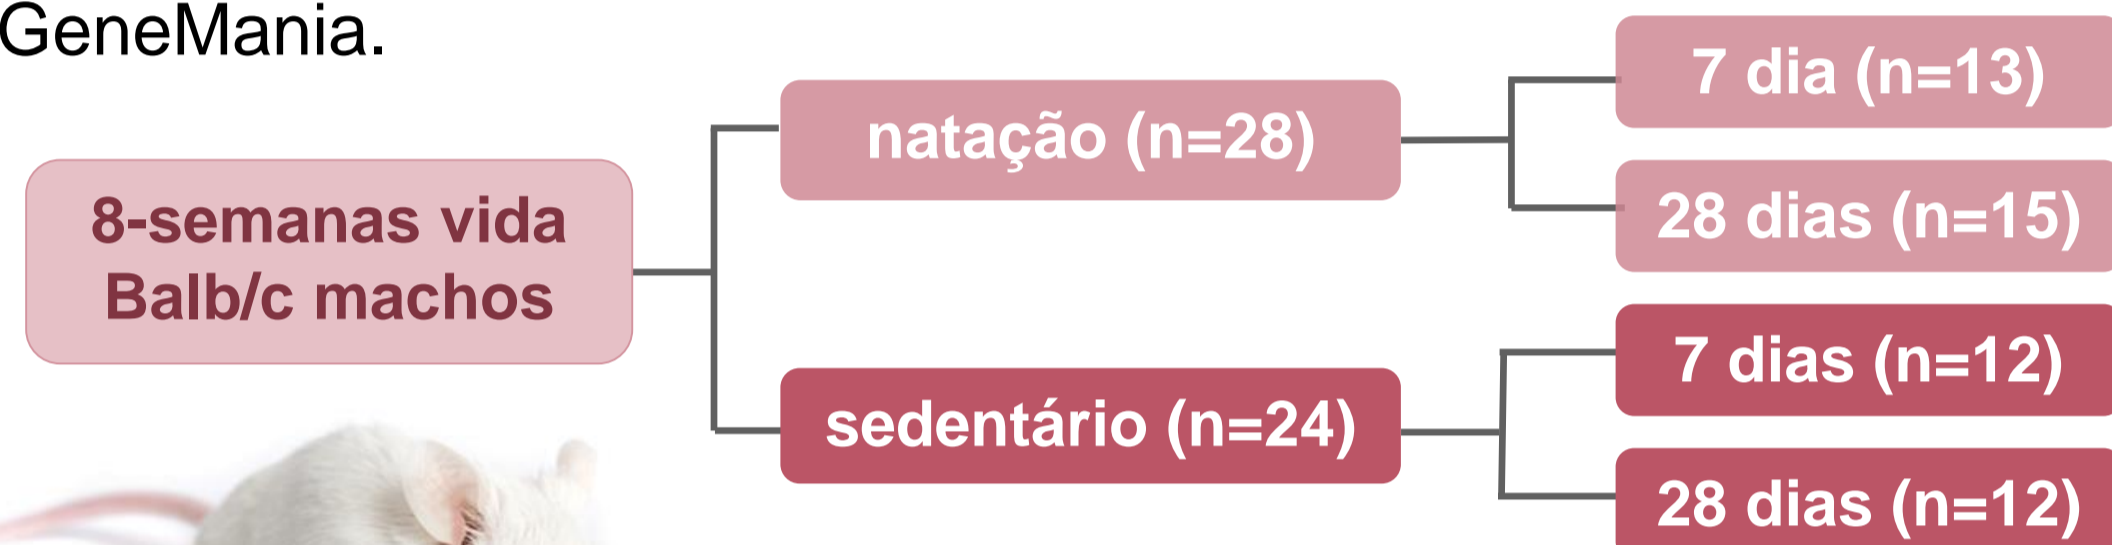 GeneMania.
8-semanas vida
Balb/c machos
natação (n=28)
7 dia (n=13)
28 dias (n=15)
sedentário (n=24)
7 dias (n=12)
28 dias (n=12)